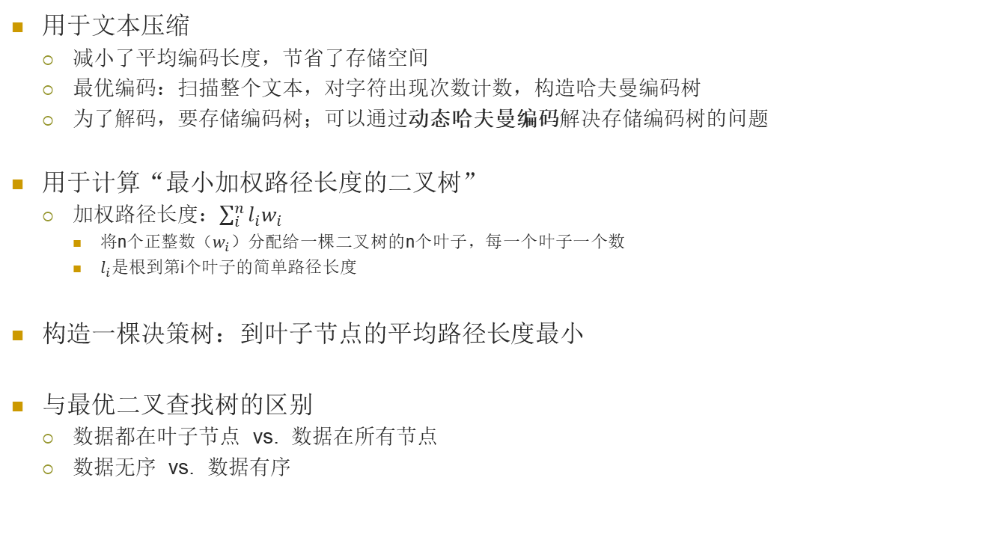 用于文本压缩
减小了平均编码长度，节省了存储空间
最优编码：扫描整个文本，对字符出现次数计数，构造哈夫曼编码树
为了解码，要存储编码树；可以通过动态哈夫曼编码解决存储编码树的问题
用于计算“最小加权路径长度的二叉树”
加权路径长度：∑ᵢⁿ lᵢwᵢ
将n个正整数（wᵢ）分配给一棵二叉树的n个叶子，每一个叶子一个数
lᵢ是根到第i个叶子的简单路径长度
构造一棵决策树：到叶子节点的平均路径长度最小
与最优二叉查找树的区别
数据都在叶子节点 vs. 数据在所有节点
数据无序 vs. 数据有序